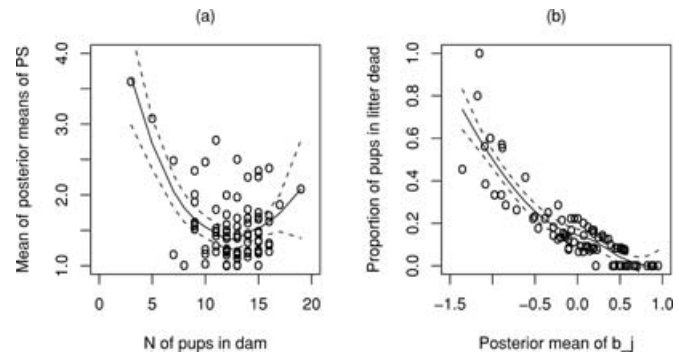 (a)
Mean of posterior means of PS
4.0
3.0
2.0
1.0
0 5 10 15 20
N of pups in dam
(b)
Proportion of pups in litter dead
1.0
0.8
0.6
0.4
0.2
0.0
−1.5 −0.5 0.0 0.5 1.0
Posterior mean of b_j